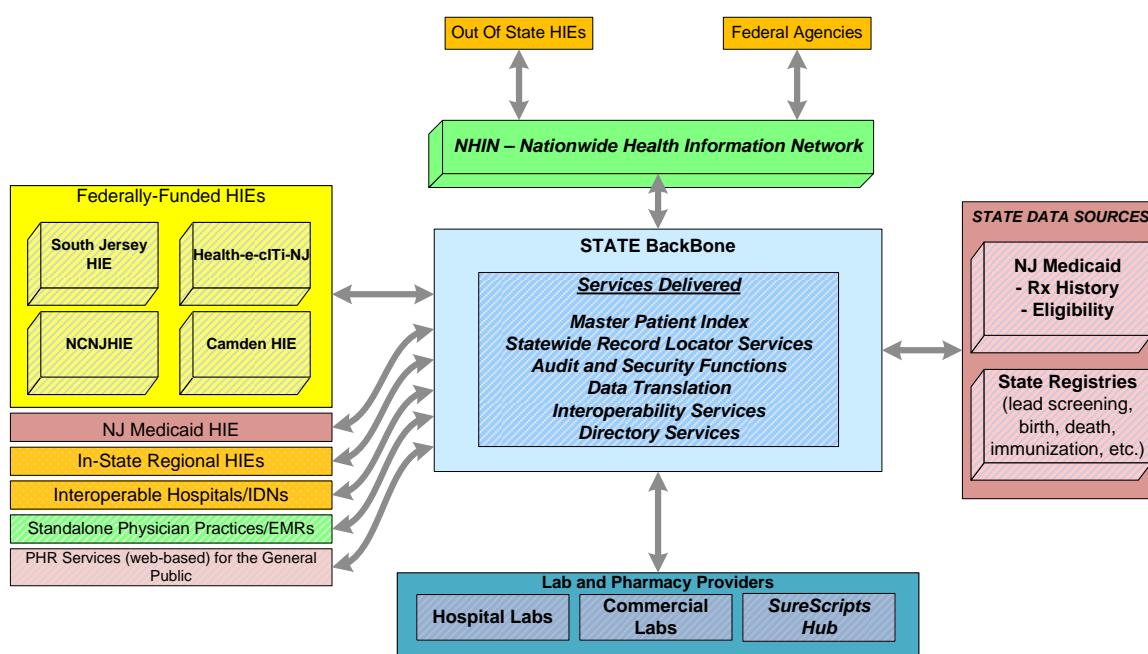 Out Of State HIEs
Federal Agencies
NHIN – Nationwide Health Information Network
Federally-Funded HIEs
South Jersey
HIE
Health-e-cITi-NJ
NCNJHIE
Camden HIE
NJ Medicaid HIE
In-State Regional HIEs
Interoperable Hospitals/IDNs
Standalone Physician Practices/EMRs
PHR Services (web-based) for the General
Public
STATE BackBone
Services Delivered
Master Patient Index
Statewide Record Locator Services
Audit and Security Functions
Data Translation
Interoperability Services
Directory Services
STATE DATA SOURCES
NJ Medicaid
- Rx History
- Eligibility
State Registries
(lead screening,
birth, death,
immunization, etc.)
Lab and Pharmacy Providers
Hospital Labs
Commercial
Labs
SureScripts
Hub